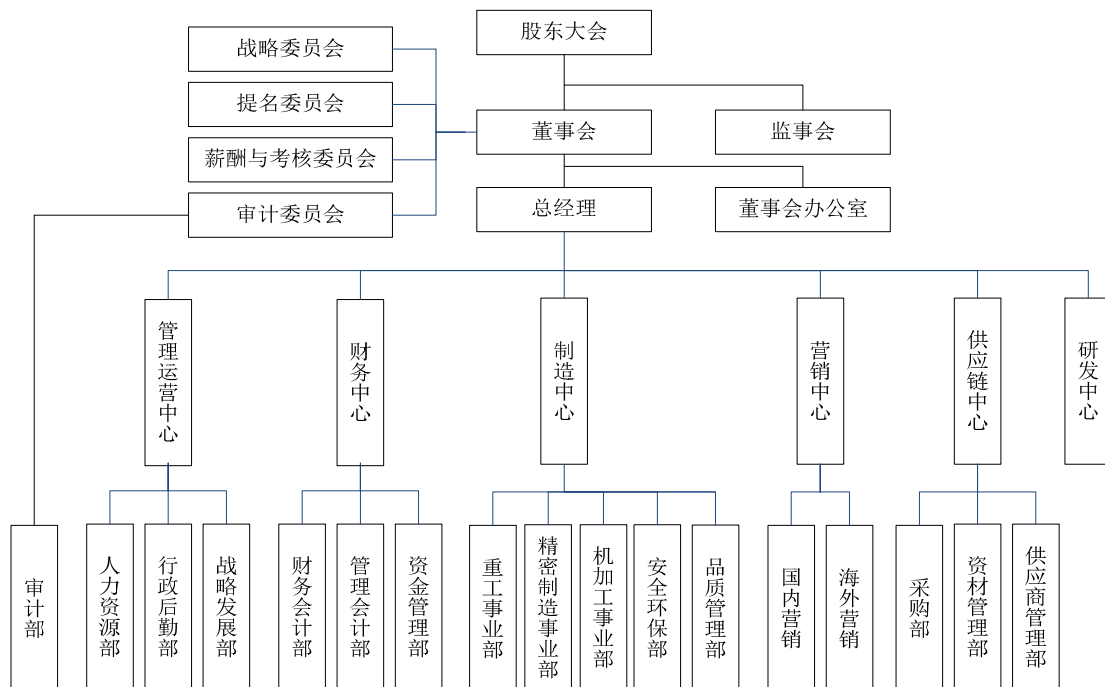 股东大会
战略委员会
提名委员会
董事会
监事会
薪酬与考核委员会
审计委员会
总经理
董事会办公室
管理运营中心
财务中心
制造中心
营销中心
供应链中心
研发中心
审计部
人力资源部
行政后勤部
战略发展部
财务会计部
管理会计部
资金管理部
重工事业部
精密制造事业部
机加工事业部
安全环保部
品质管理部
国内营销
海外营销
采购部
资材管理部
供应商管理部